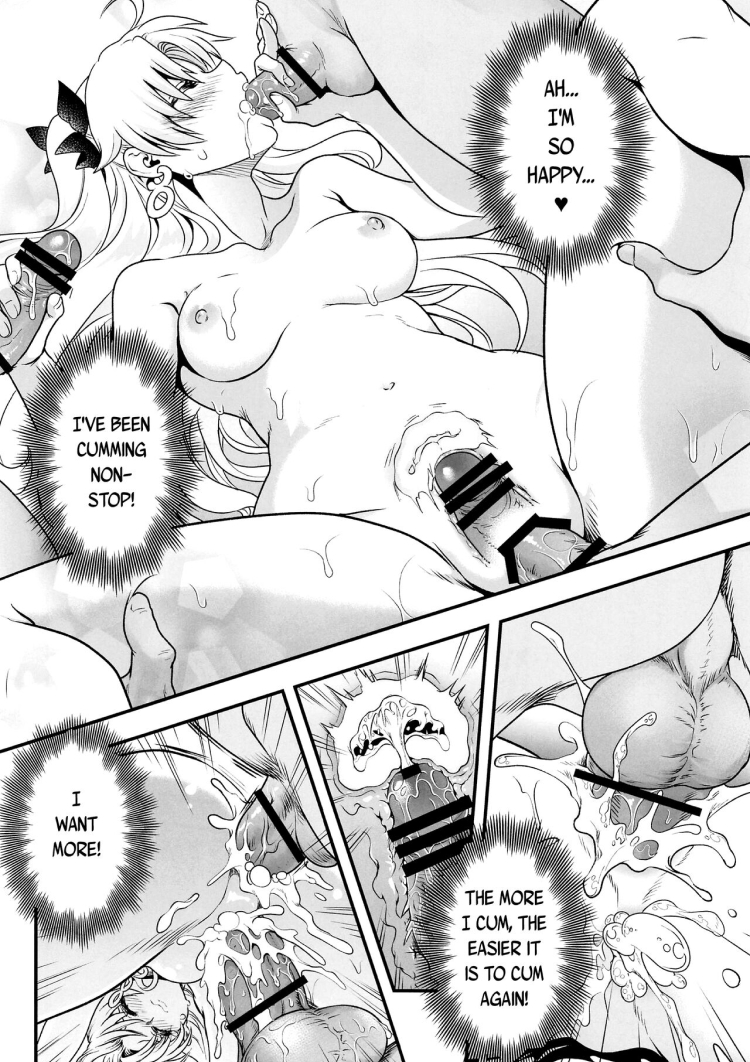 AH...
I'M
SO
HAPPY...
♥
I'VE BEEN
CUMMING
NON-
STOP!
I
WANT
MORE!
THE MORE
I CUM, THE
EASIER IT
IS TO CUM
AGAIN!